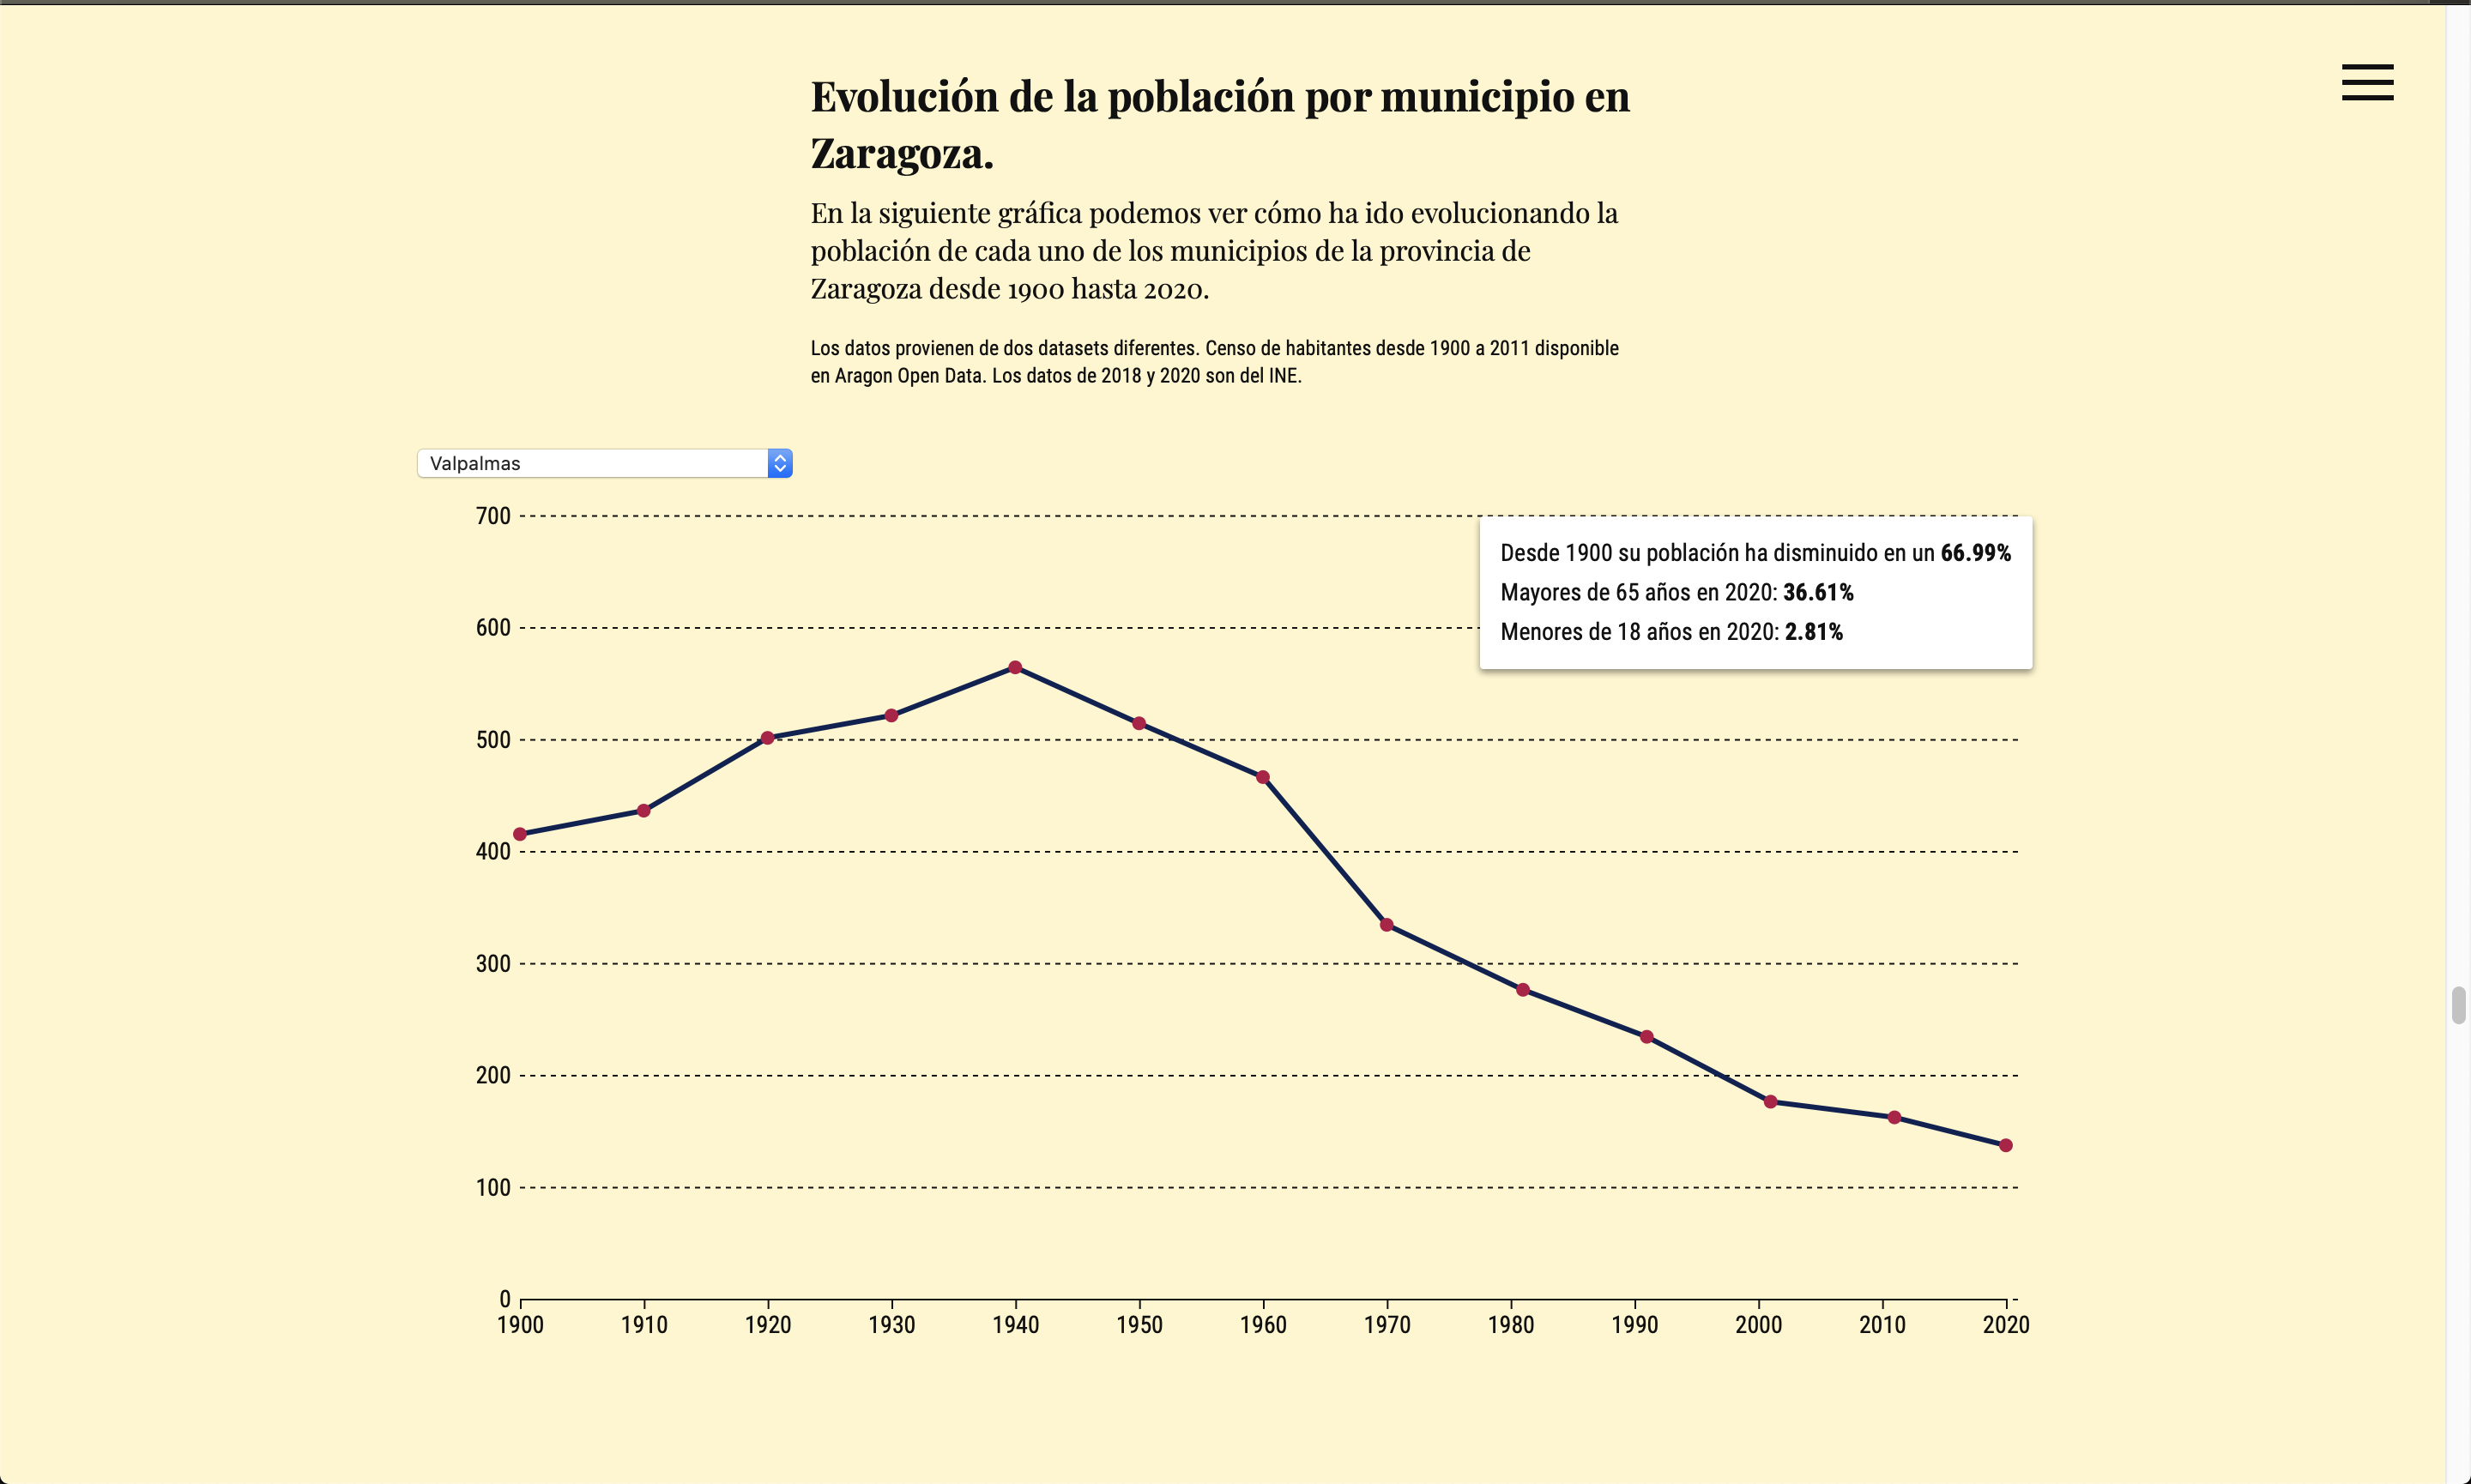 Evolución de la población por municipio en
Zaragoza.
En la siguiente gráfica podemos ver cómo ha ido evolucionando la
población de cada uno de los municipios de la provincia de
Zaragoza desde 1900 hasta 2020.
Los datos provienen de dos datasets diferentes. Censo de habitantes desde 1900 a 2011 disponible
en Aragon Open Data. Los datos de 2018 y 2020 son del INE.
Valpalmas
700
Desde 1900 su población ha disminuido en un 66.99%
Mayores de 65 años en 2020: 36.61%
Menores de 18 años en 2020: 2.81%
600
500
400
300
200
100
0
1900 1910 1920 1930 1940 1950 1960 1970 1980 1990 2000 2010 2020